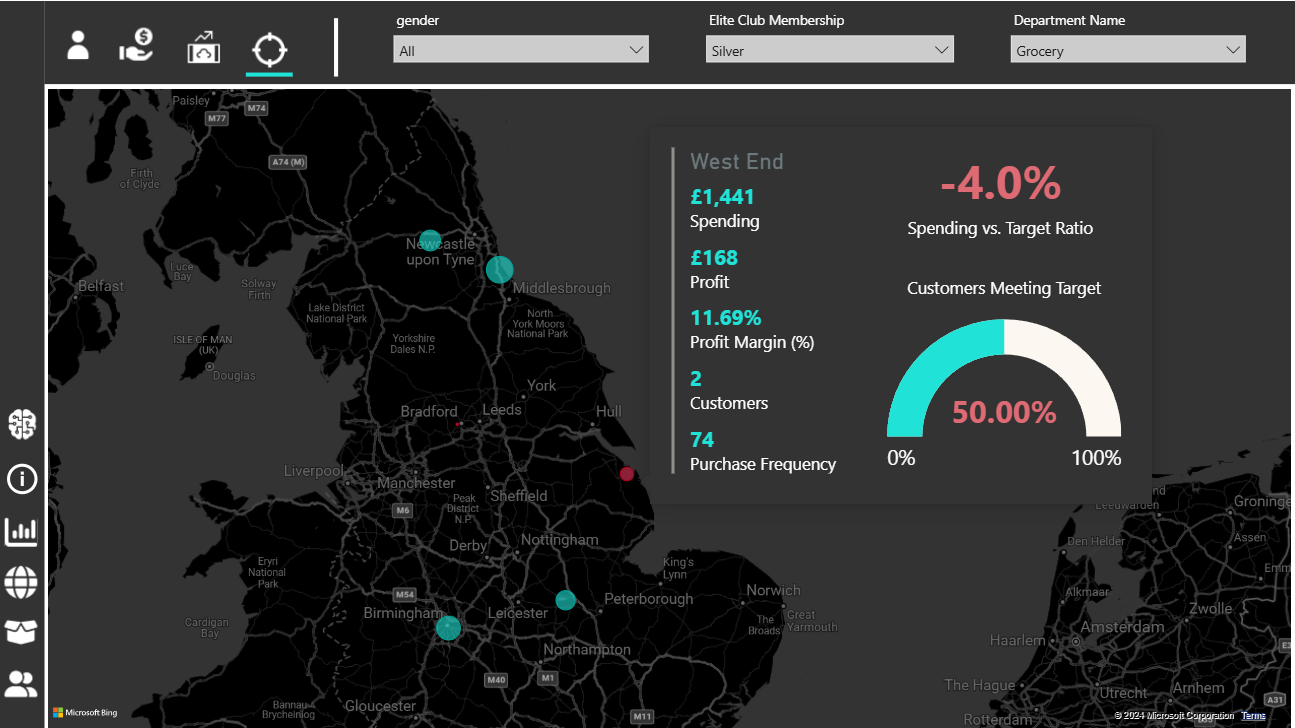 gender
All
Elite Club Membership
Silver
Department Name
Grocery
Paisley
M74
M77
A74 (M)
Firth
of Clyde
Newcastle
upon Tyne
Luce
Bay
Solway
Firth
Belfast
Middlesbrough
Lake District
National Park
North
York Moors
National Park
ISLE OF MAN
(UK)
Douglas
Yorkshire
Dales N.P.
York
Bradford
Leeds
Hull
Liverpool
Manchester
Peak
District
N.P.
Sheffield
M6
Derby
Nottingham
Eryri
National
Park
King's
Lynn
M54
Birmingham
Leicester
Peterborough
Norwich
The
Broads
Great
Yarmouth
Cardigan
Bay
Northampton
M40
M1
Bannau
Brycheiniog
Gloucester
M11
West End
£1,441
Spending
£168
Profit
11.69%
Profit Margin (%)
2
Customers
74
Purchase Frequency
-4.0%
Spending vs. Target Ratio
Customers Meeting Target
50.00%
0%
100%
Leeuwarden
Groninge
Assen
Den Helder
Emm
Alkmaar
Zwolle
Haarlem
Amsterdam
E3
The Hague
Utrecht
Arnhem
A31
Rotterdam
Microsoft Bing
© 2024 Microsoft Corporation Terms